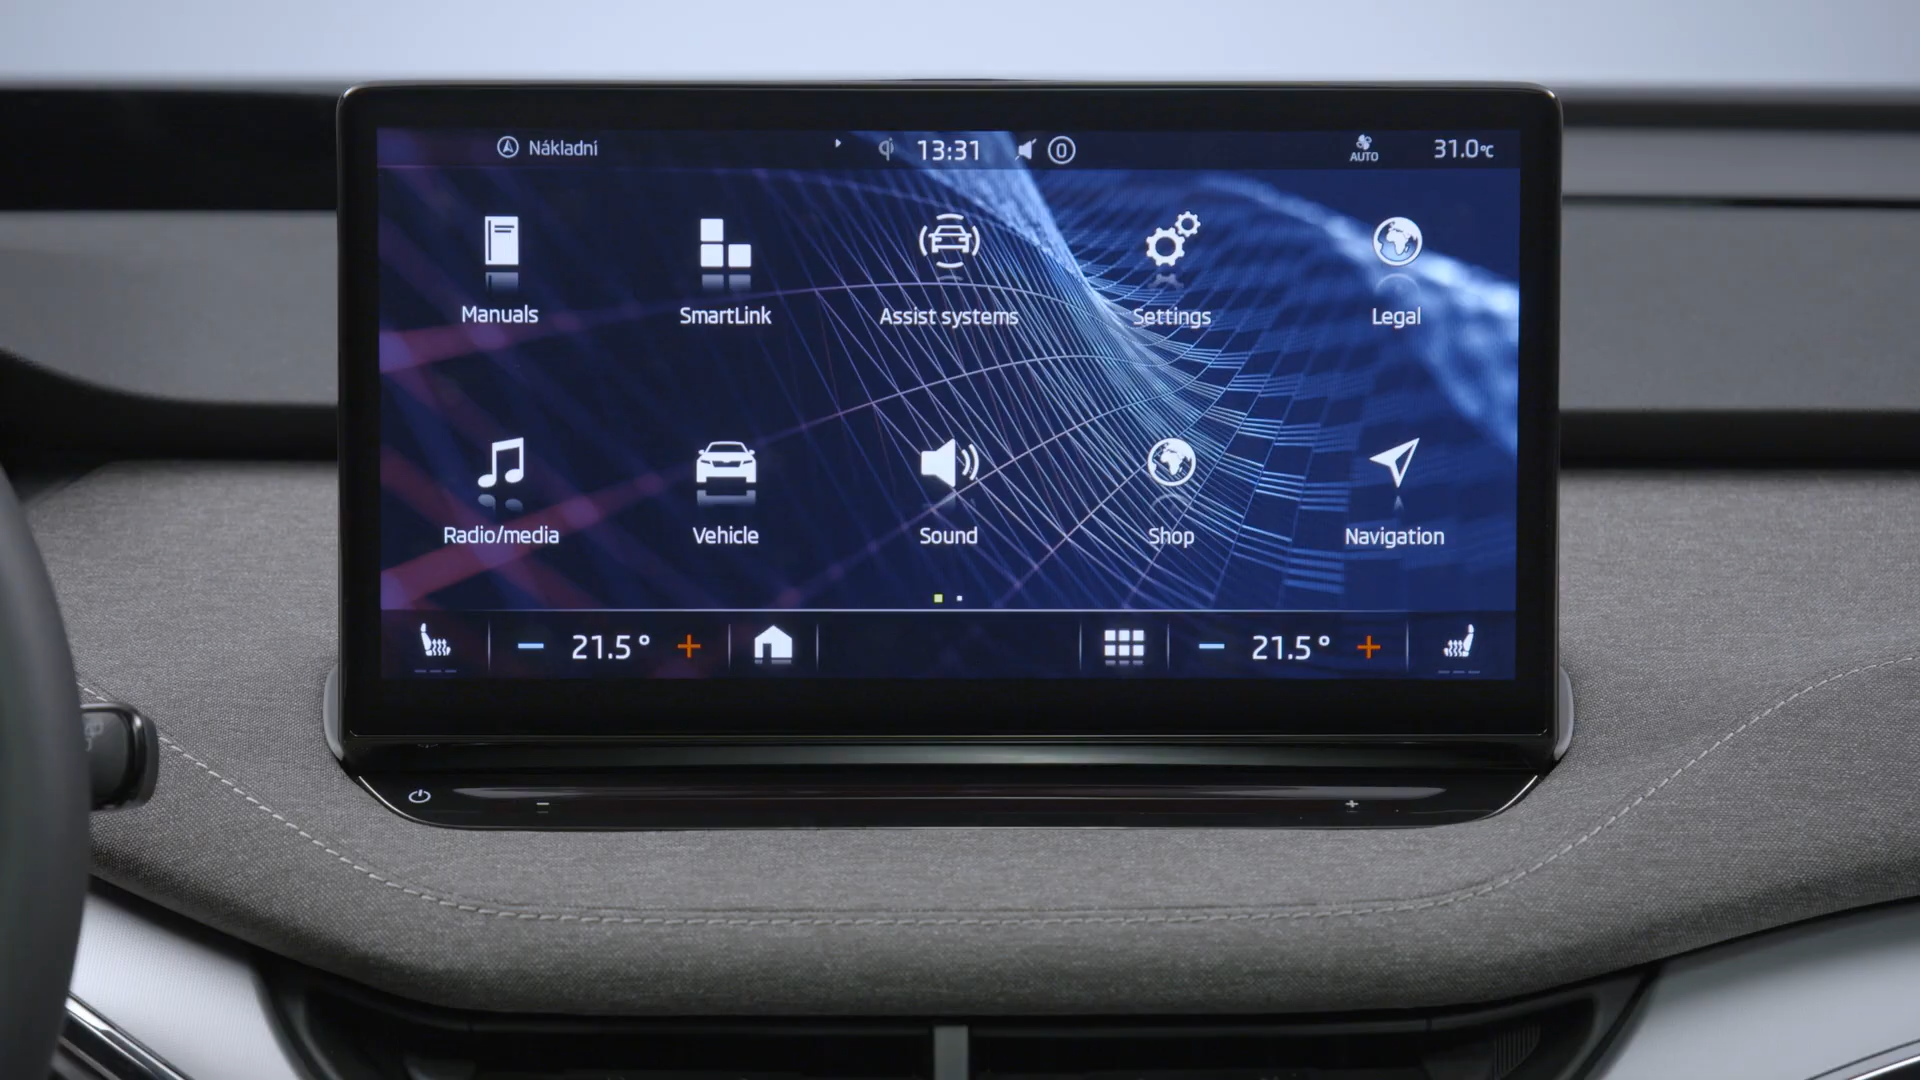 Nákladní
13:31
0
AUTO
31.0°C
Manuals
SmartLink
Assist systems
Settings
Legal
Radio/media
Vehicle
Sound
Shop
Navigation
21.5°
21.5°